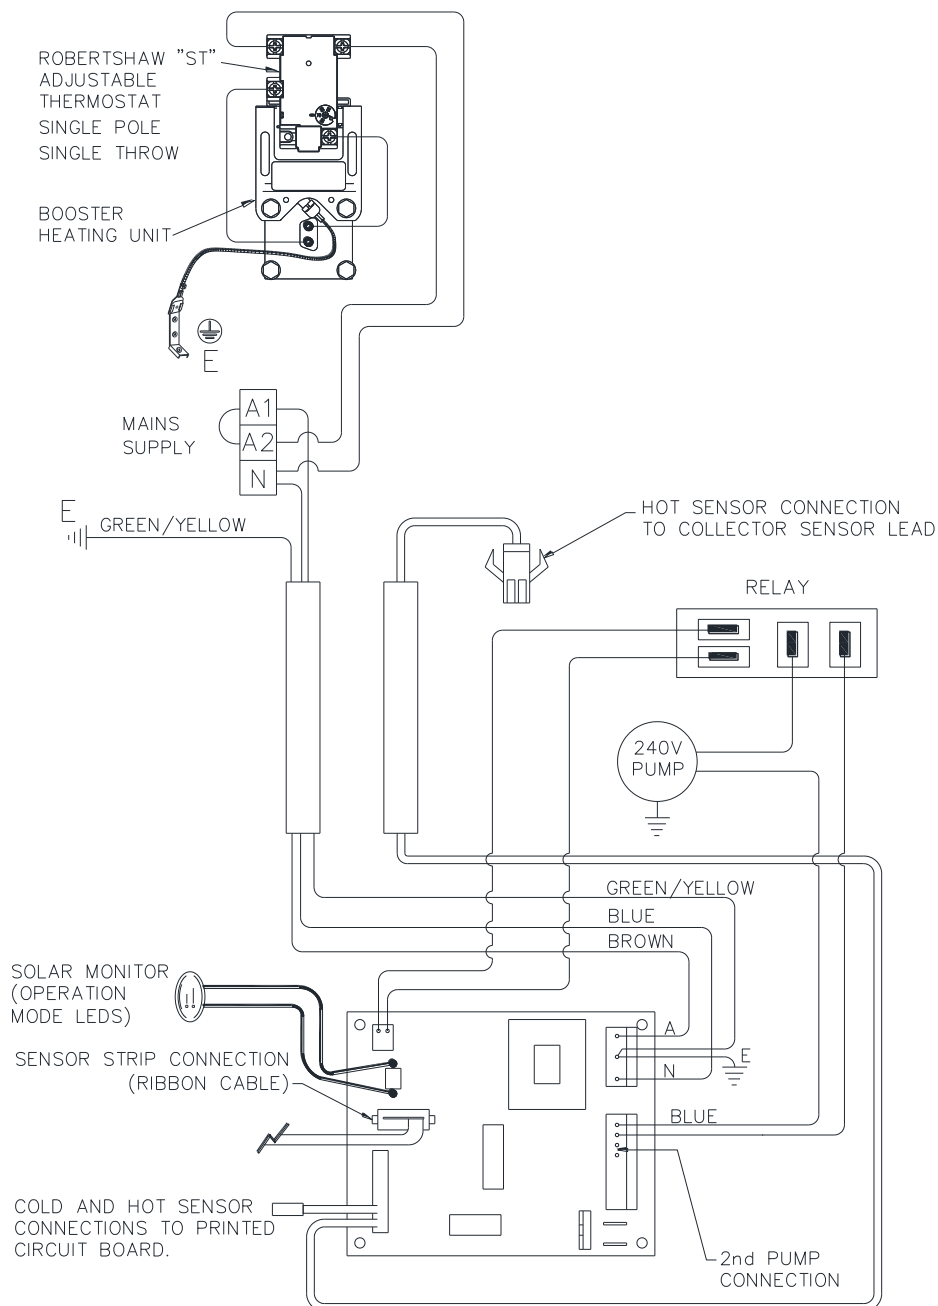 ROBERTSHAW "ST"
ADJUSTABLE
THERMOSTAT
SINGLE POLE
SINGLE THROW
BOOSTER
HEATING UNIT
E
MAINS
SUPPLY
A1
A2
N
E
GREEN/YELLOW
HOT SENSOR CONNECTION
TO COLLECTOR SENSOR LEAD
RELAY
240V
PUMP
GREEN/YELLOW
BLUE
BROWN
SOLAR MONITOR
(OPERATION
MODE LEDS)
SENSOR STRIP CONNECTION
(RIBBON CABLE)
A
E
N
BLUE
COLD AND HOT SENSOR
CONNECTIONS TO PRINTED
CIRCUIT BOARD.
2nd PUMP
CONNECTION